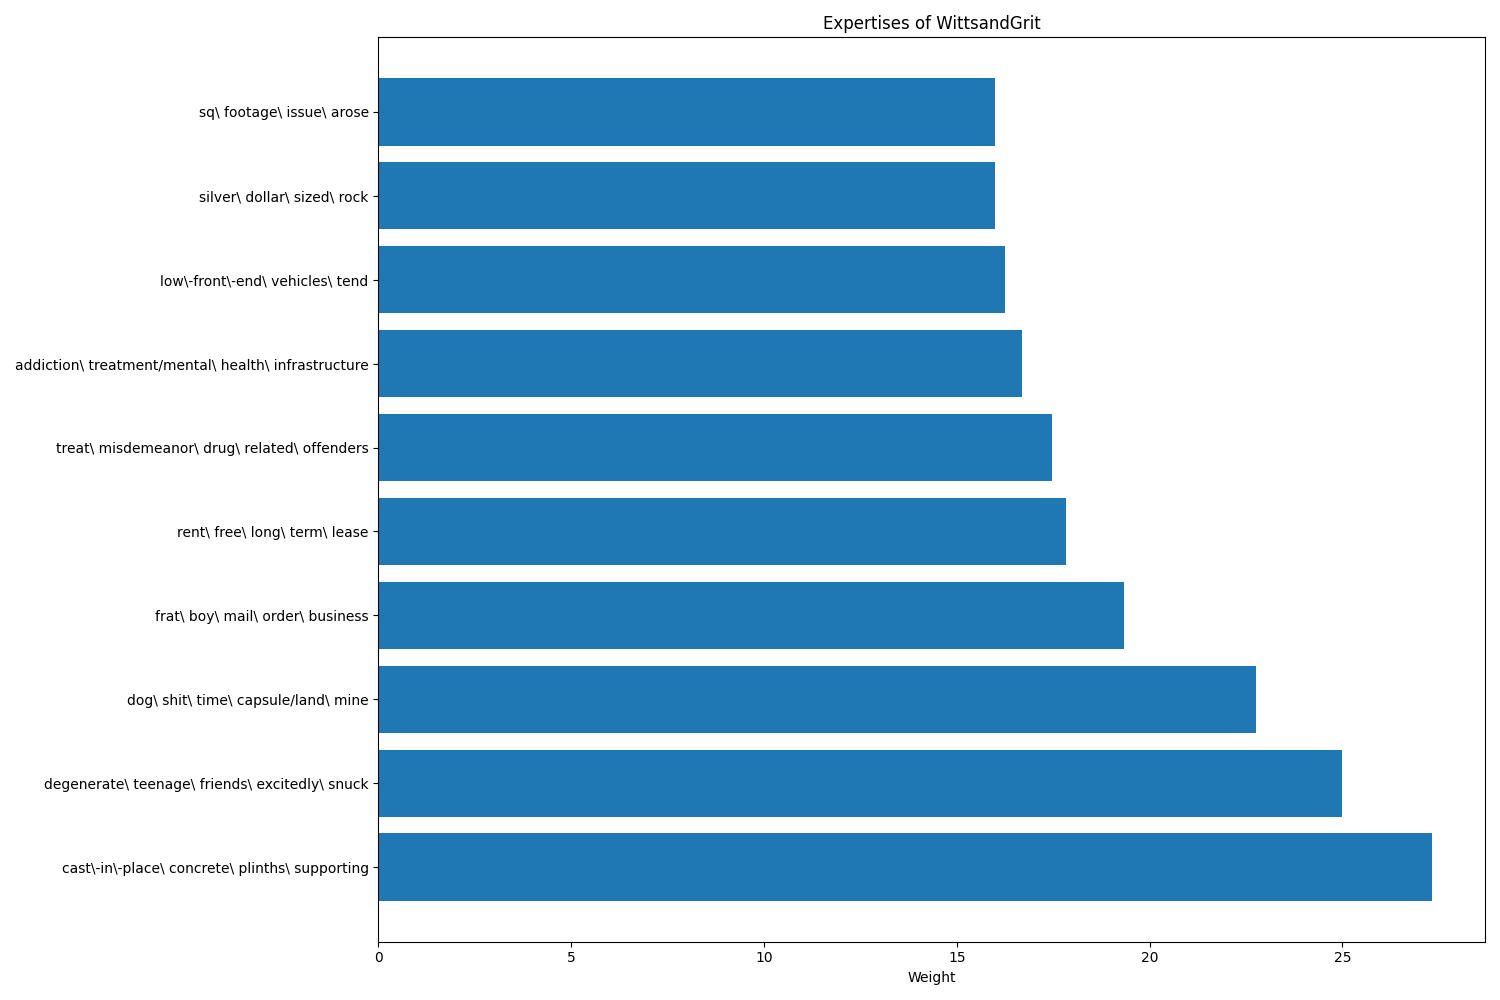 Expertises of WittsandGrit
sq\ footage\ issue\ arose
silver\ dollar\ sized\ rock
low\-front\-end\ vehicles\ tend
addiction\ treatment/mental\ health\ infrastructure
treat\ misdemeanor\ drug\ related\ offenders
rent\ free\ long\ term\ lease
frat\ boy\ mail\ order\ business
dog\ shit\ time\ capsule/land\ mine
degenerate\ teenage\ friends\ excitedly\ snuck
cast\-in\-place\ concrete\ plinths\ supporting
0 5 10 15 20 25
Weight